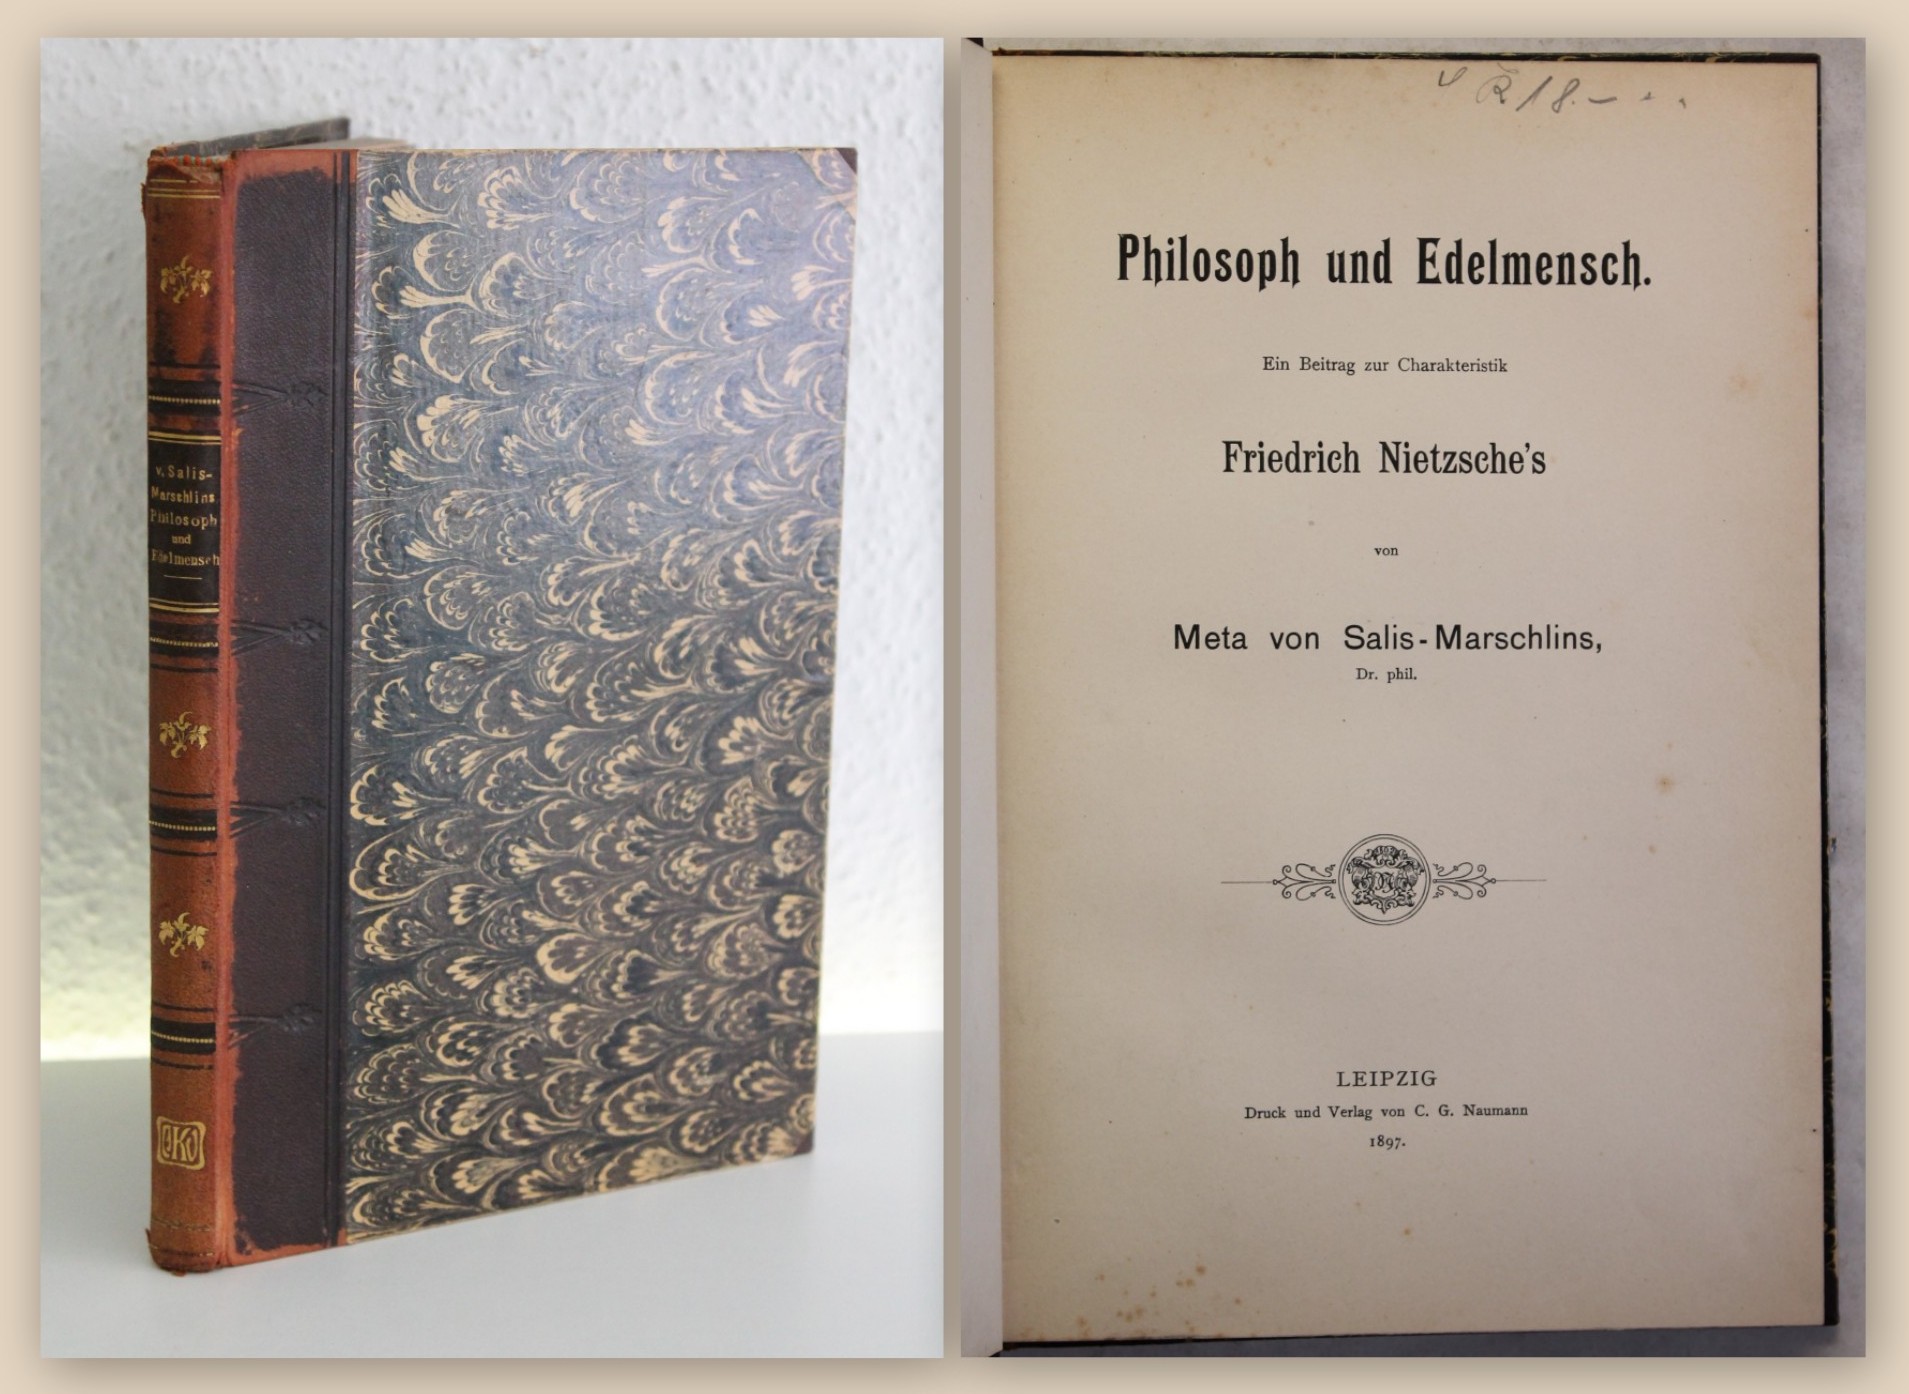 v. Salis-
Marschlins
Philosoph
und
Edelmensch
R 18.-
Philosoph und Edelmensch.
Ein Beitrag zur Charakteristik
Friedrich Nietzsche's
von
Meta von Salis-Marschlins,
Dr. phil.
LEIPZIG
Druck und Verlag von C. G. Naumann
1897.